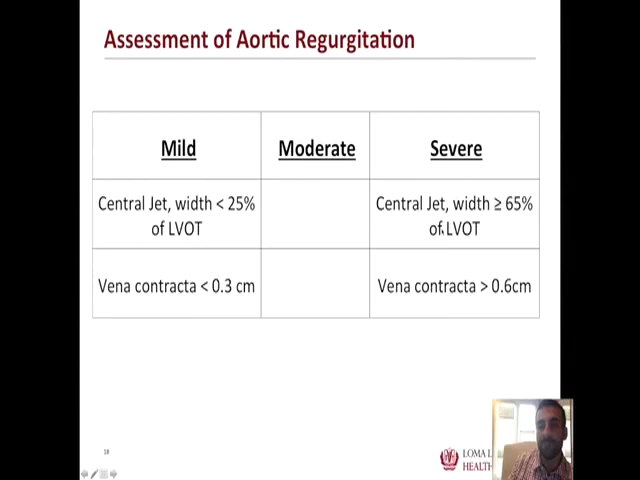 Assessment of Aortic Regurgitation
Mild
Moderate
Severe
Central Jet, width < 25%
of LVOT
Central Jet, width ≥ 65%
of LVOT
Vena contracta < 0.3 cm
Vena contracta > 0.6cm
18
LOMA L
HEALTH